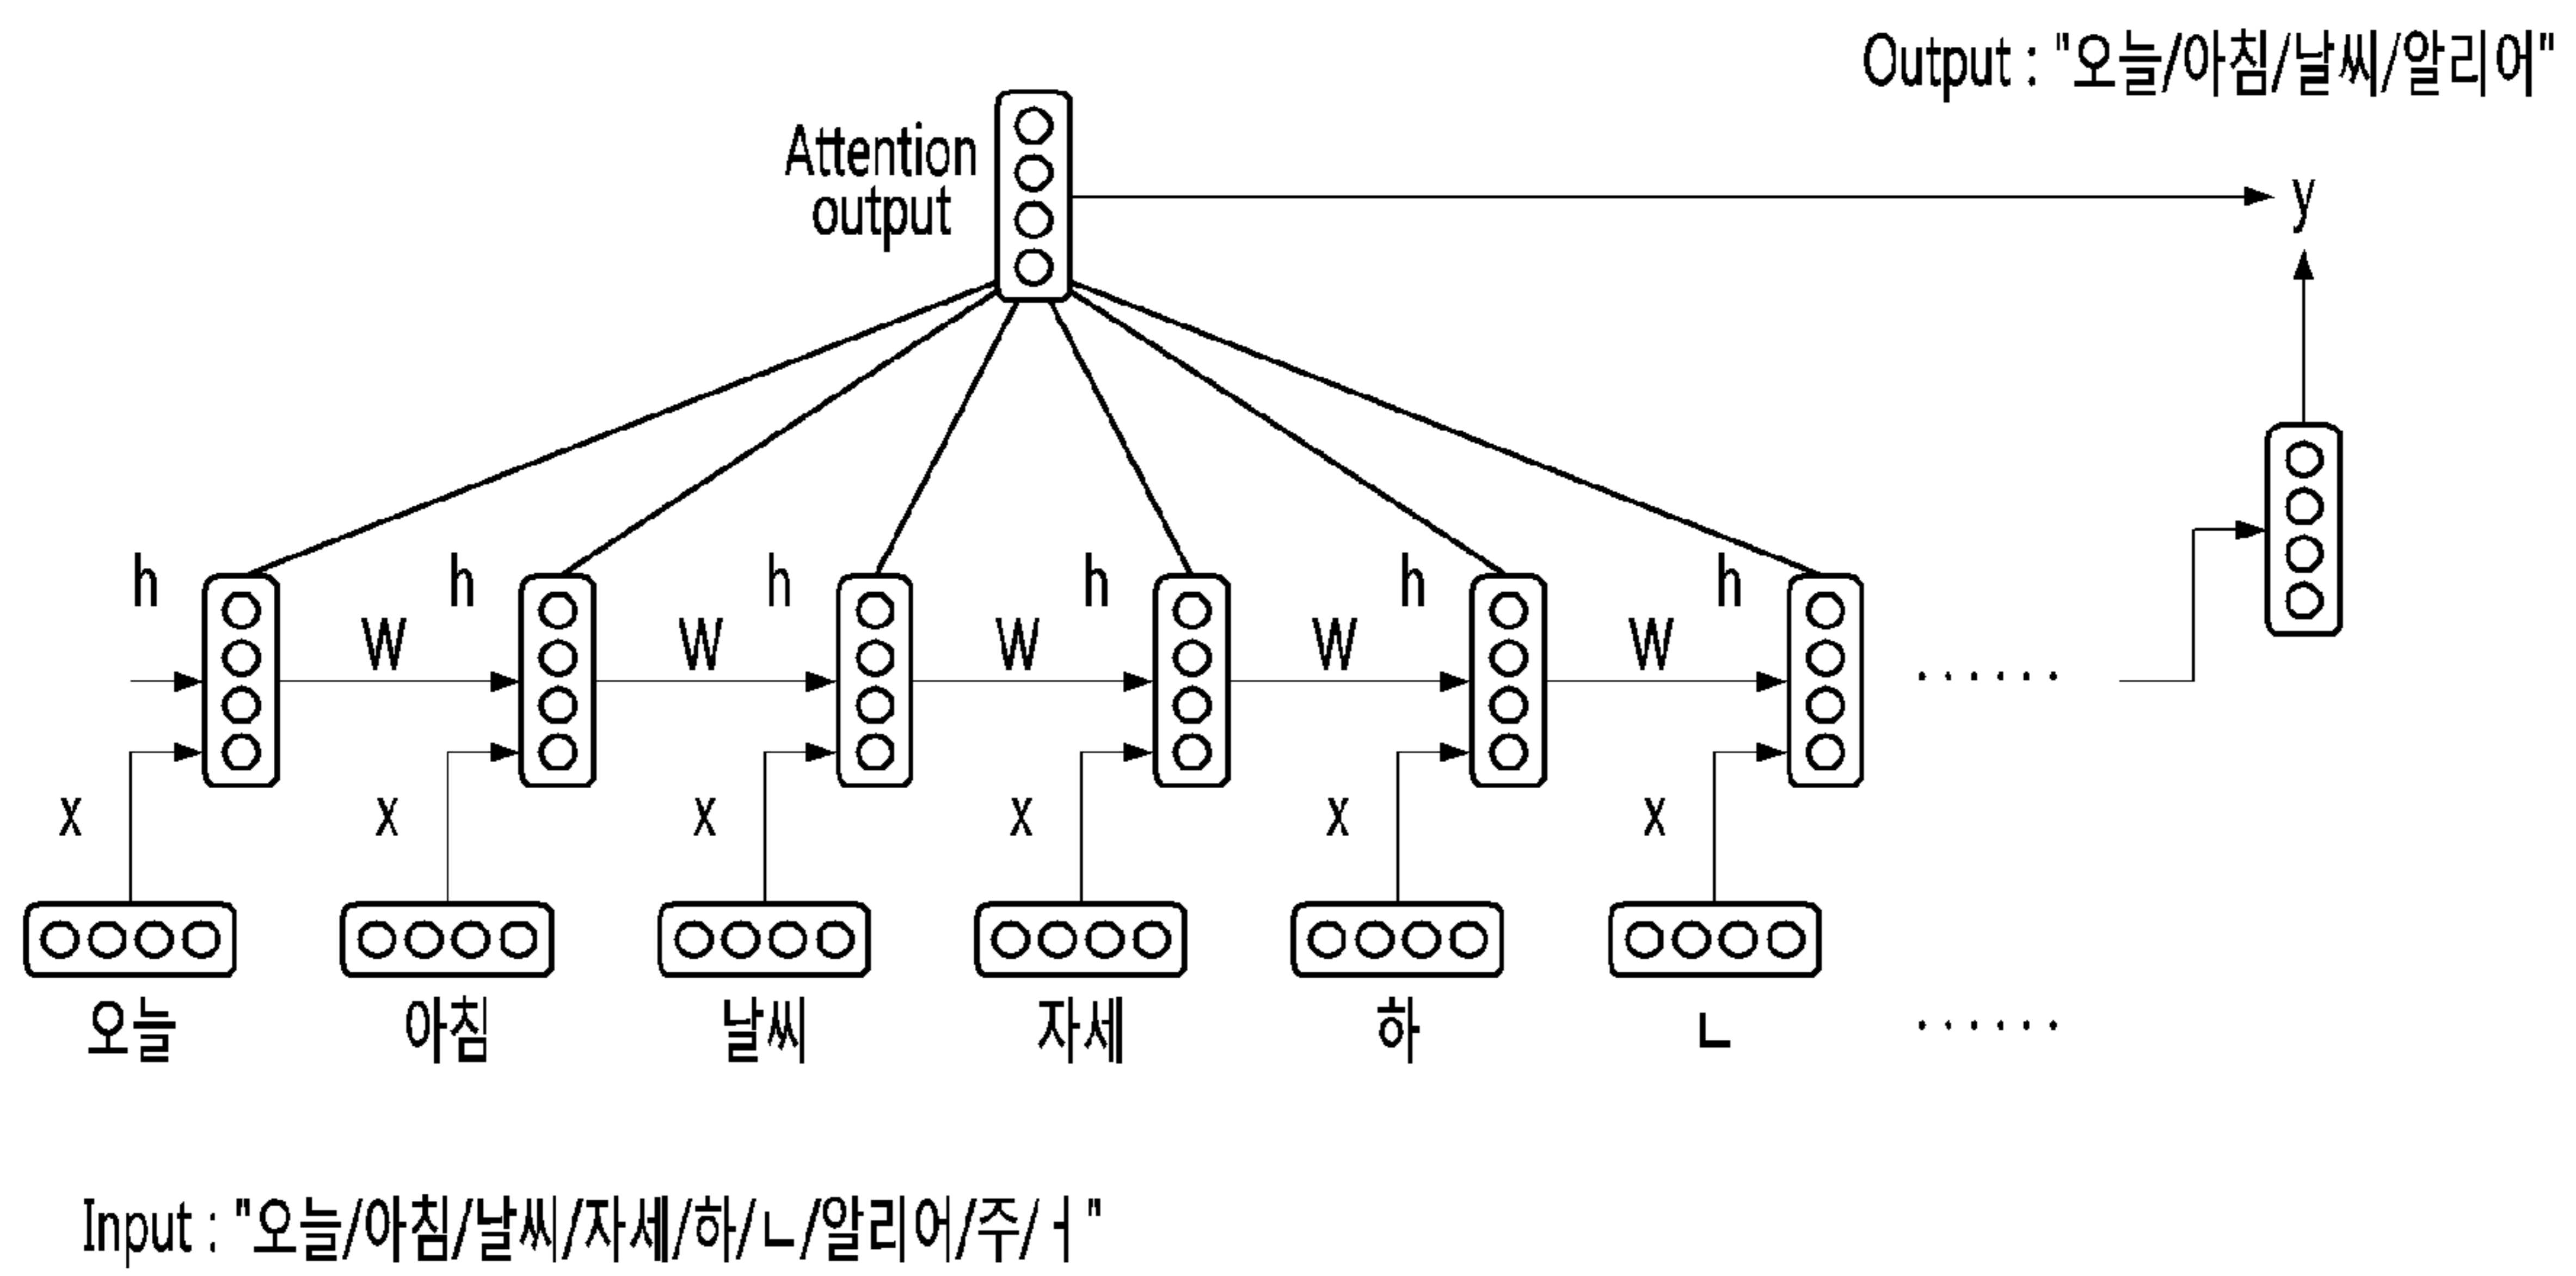 Output : "오늘/아침/날씨/알리어"
Attention
output
y
h h h h h h
W W W W W
x x x x x x
오늘 아침 날씨 자세 하 ㄴ ······
Input : "오늘/아침/날씨/자세/하/ㄴ/알리어/주/ㅓ"